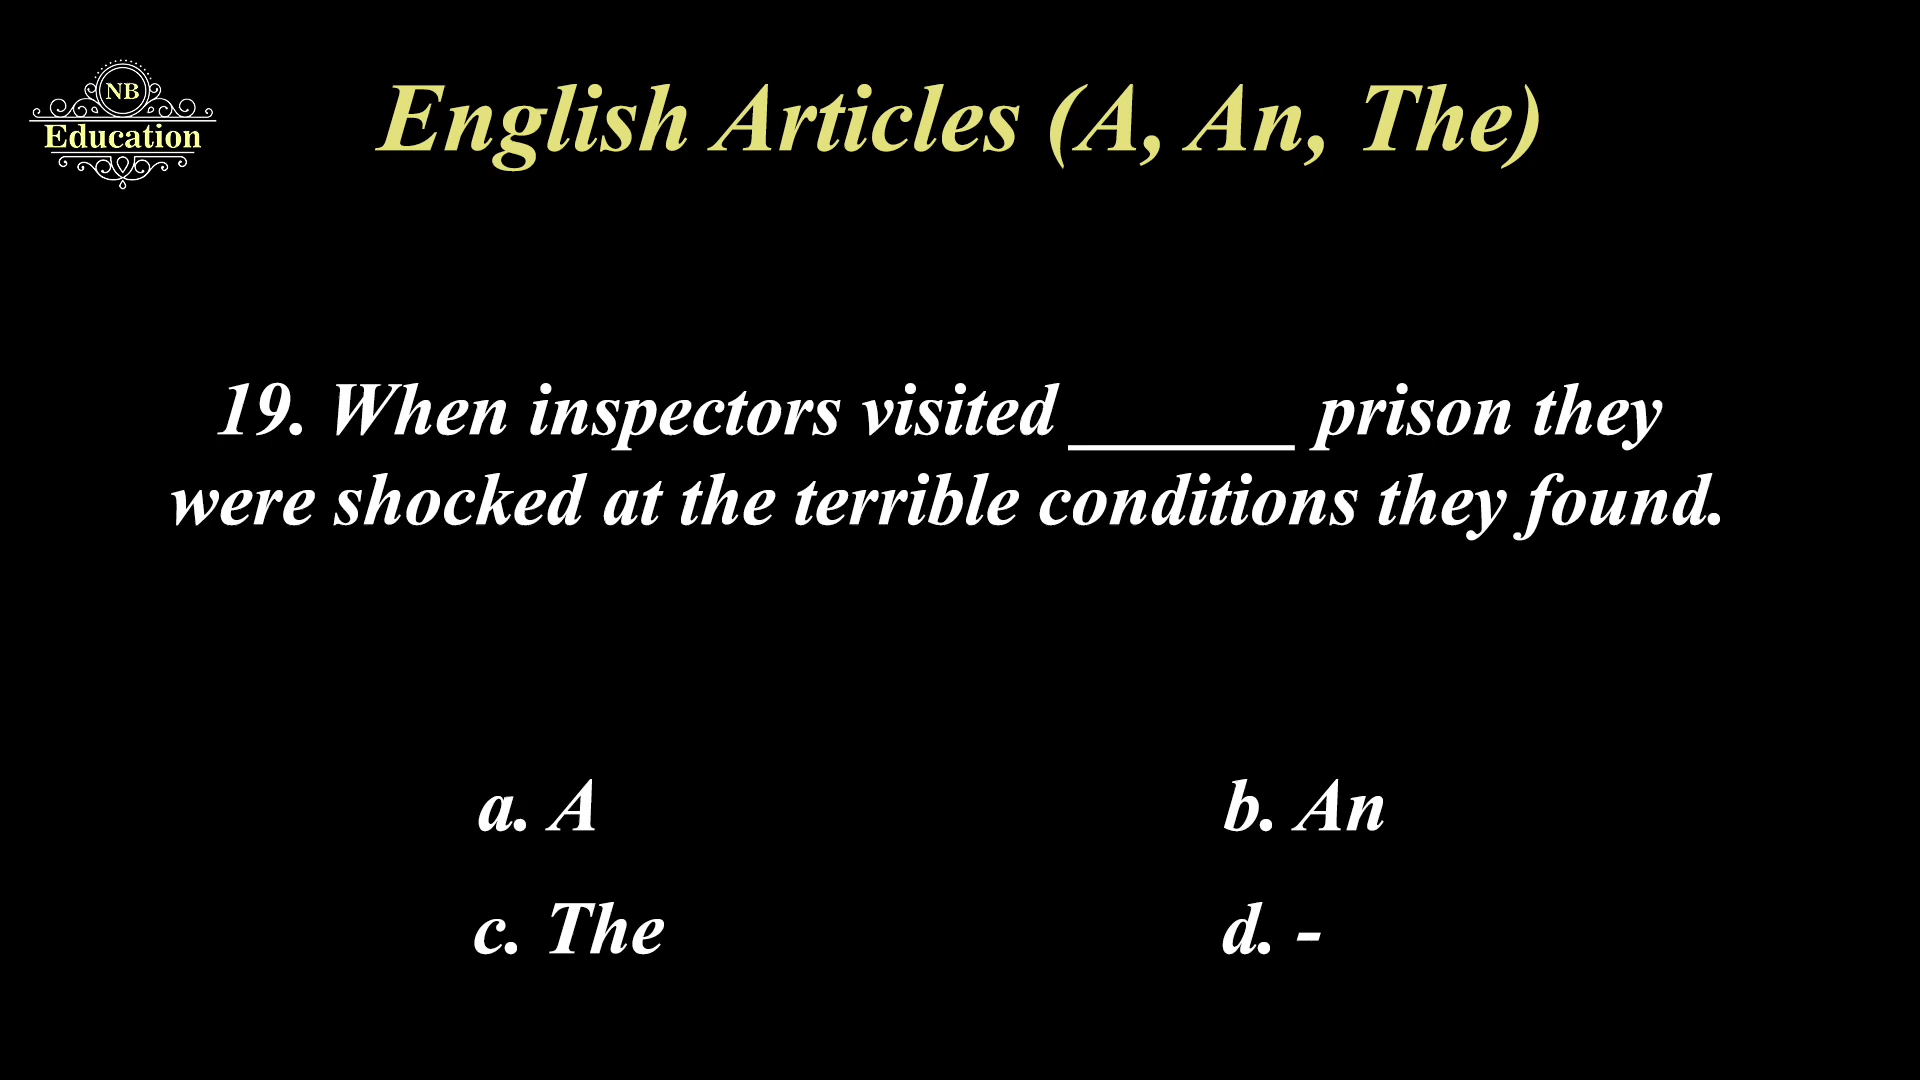 NB
Education
English Articles (A, An, The)
19. When inspectors visited ______ prison they
were shocked at the terrible conditions they found.
a. A
b. An
c. The
d. -